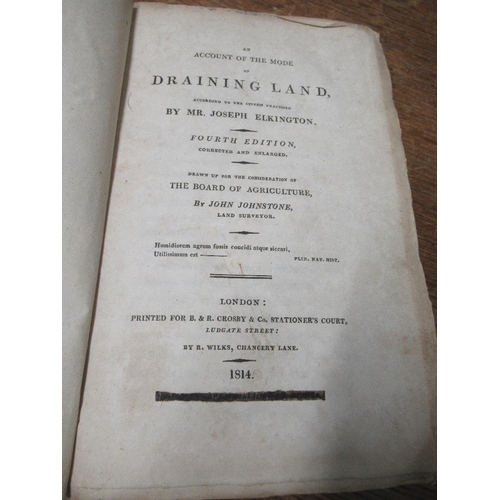 AN
ACCOUNT OF THE MODE
OF
DRAINING LAND,
ACCORDING TO THE SYSTEM PRACTISED
BY MR. JOSEPH ELKINGTON.
FOURTH EDITION,
CORRECTED AND ENLARGED.
DRAWN UP FOR THE CONSIDERATION OF
THE BOARD OF AGRICULTURE,
By JOHN JOHNSTONE,
LAND SURVEYOR.
Humidiorem agrum fossis concidi atque siccari,
Utilissimum est ——— PLIN. NAT. HIST.
LONDON:
PRINTED FOR B. & R. CROSBY & Co. STATIONER'S COURT,
LUDGATE STREET:
BY R. WILKS, CHANCERY LANE.
1814.